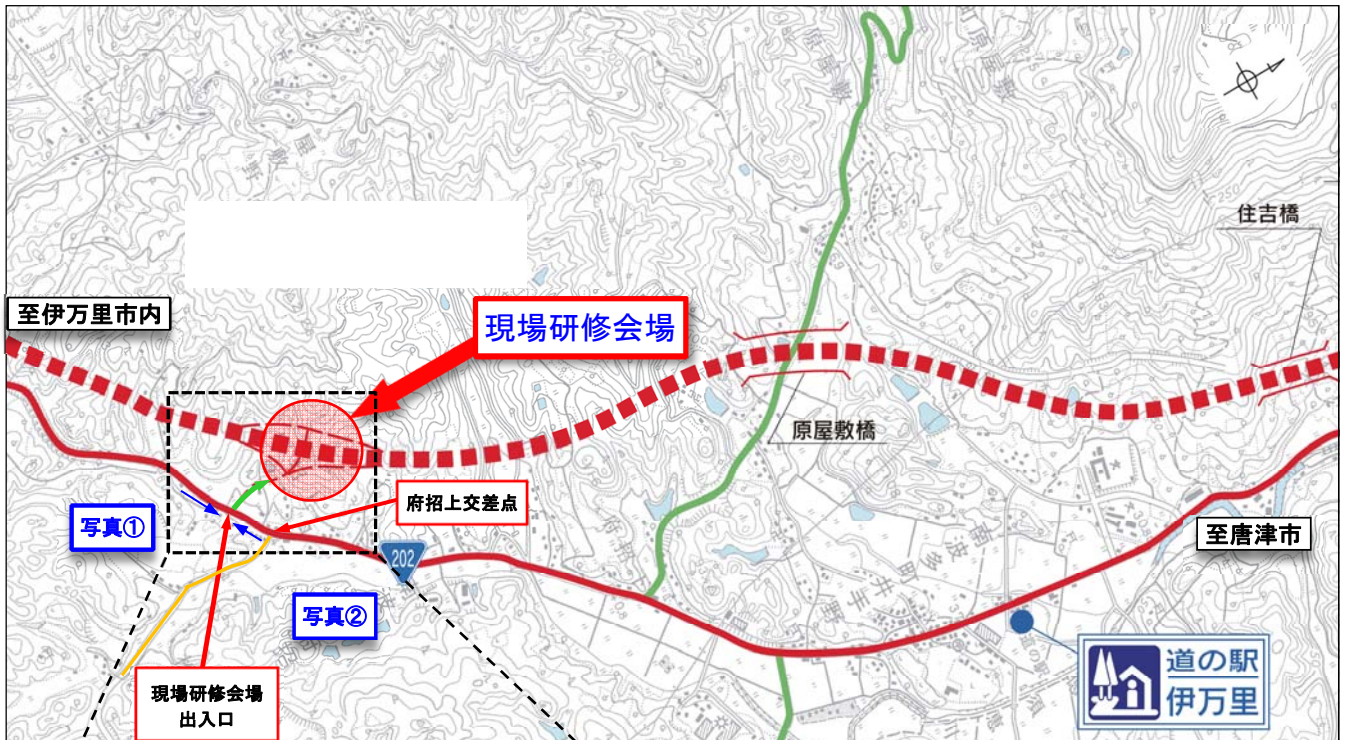 住吉橋
250
至伊万里市内
現場研修会場
原屋敷橋
府招上交差点
写真①
至唐津市
202
写真②
道の駅
伊万里
現場研修会場
出入口